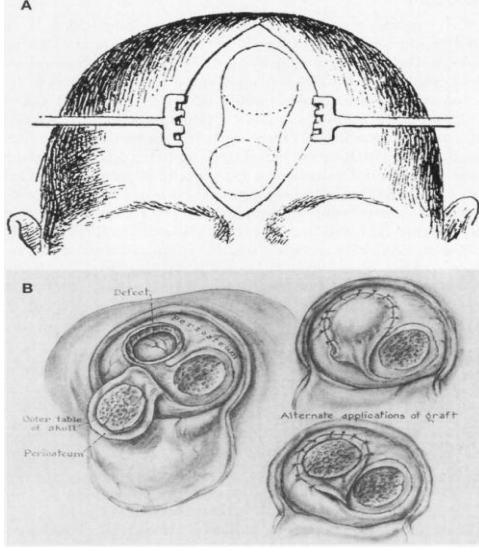 A
B
Defect
Periosteum
Outer table
of skull
Periosteum
Alternate applications of graft